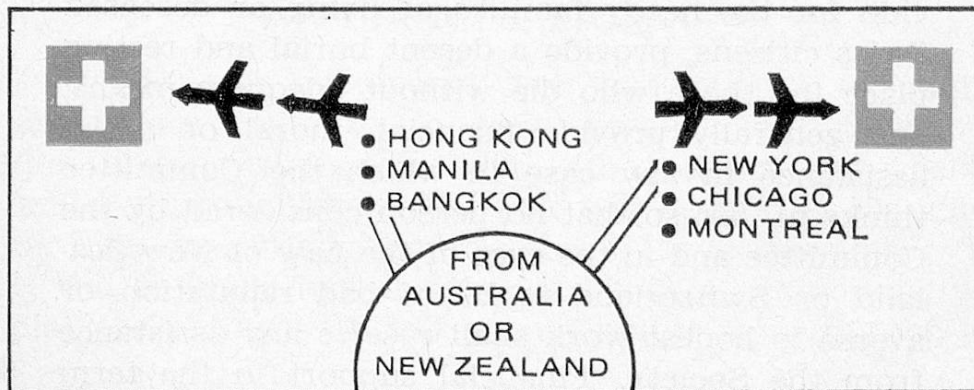 • HONG KONG
• MANILA
• BANGKOK
• NEW YORK
• CHICAGO
• MONTREAL
FROM
AUSTRALIA
OR
NEW ZEALAND